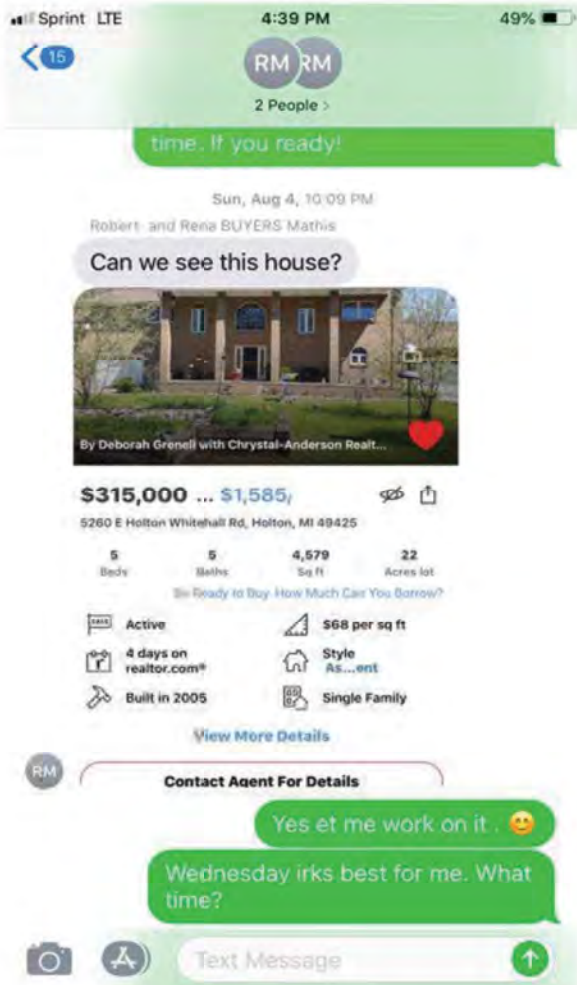 Sprint LTE 4:39 PM 49%
15
RM RM
2 People >
time. If you ready!
Sun, Aug 4, 10:09 PM
Robert and Rena BUYERS Mathis
Can we see this house?
By Deborah Grenell with Chrystal-Anderson Realt...
$315,000 ... $1,585/
5260 E Holton Whitehall Rd, Holton, MI 49425
5 5 4,579 22
Beds Baths Sq ft Acres lot
Be Ready to Buy. How Much Can You Borrow?
Active $68 per sq ft
4 days on Style
realtor.com® As...ent
Built in 2005 Single Family
View More Details
RM
Contact Agent For Details
Yes et me work on it . 😊
Wednesday irks best for me. What
time?
Text Message